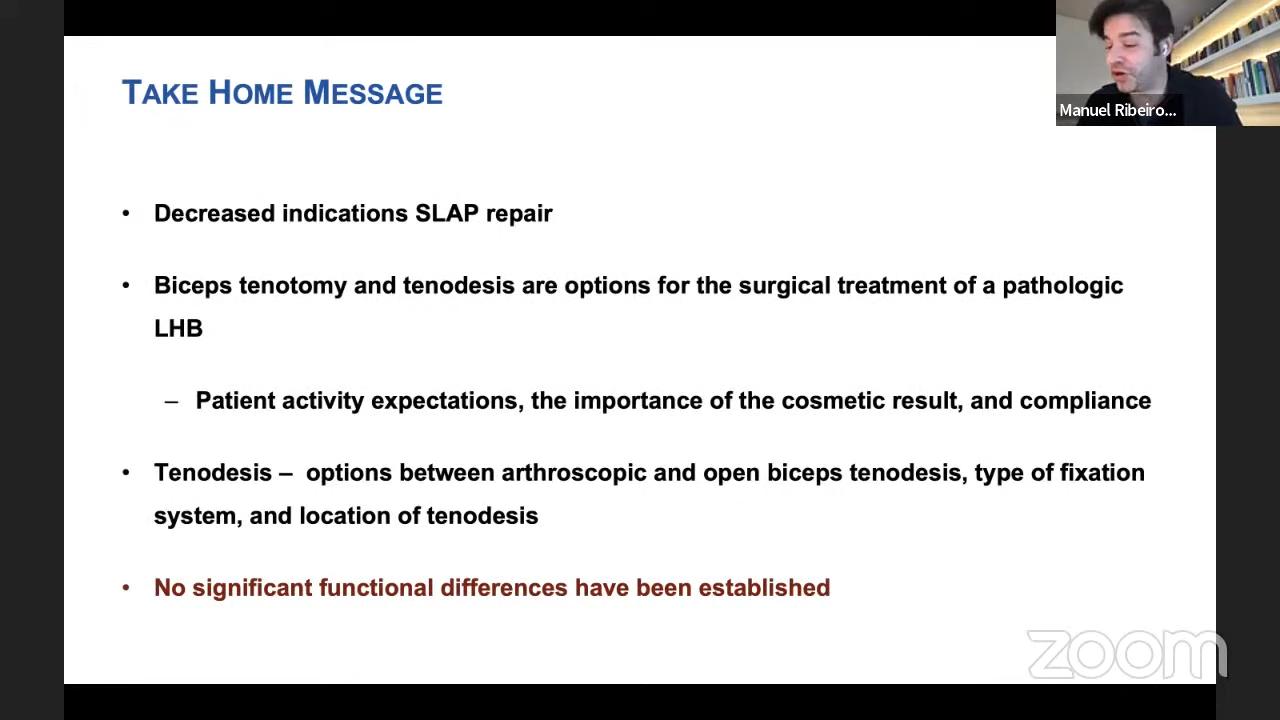 TAKE HOME MESSAGE
Manuel Ribeiro...
• Decreased indications SLAP repair
• Biceps tenotomy and tenodesis are options for the surgical treatment of a pathologic
LHB
– Patient activity expectations, the importance of the cosmetic result, and compliance
• Tenodesis – options between arthroscopic and open biceps tenodesis, type of fixation
system, and location of tenodesis
• No significant functional differences have been established
zoom